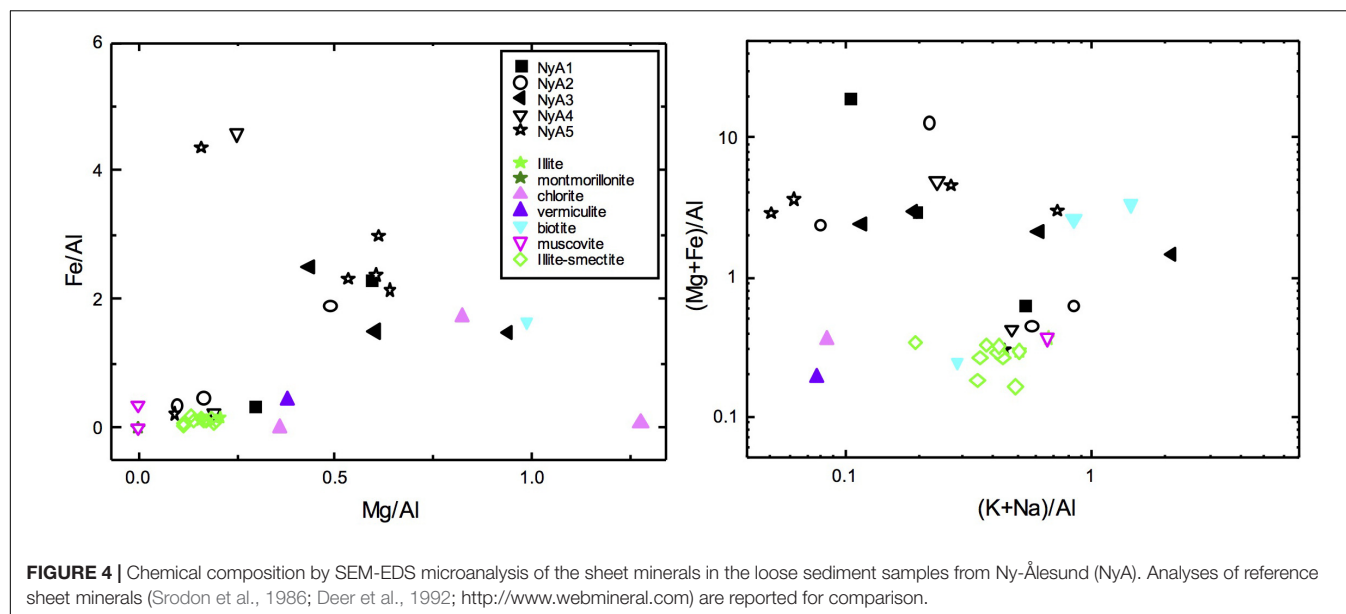 6
4
2
0
Fe/Al
0.0
0.5
1.0
Mg/Al
NyA1
NyA2
NyA3
NyA4
NyA5
Illite
montmorillonite
chlorite
vermiculite
biotite
muscovite
Illite-smectite
10
1
0.1
(Mg+Fe)/Al
0.1
1
(K+Na)/Al
FIGURE 4 | Chemical composition by SEM-EDS microanalysis of the sheet minerals in the loose sediment samples from Ny-Ålesund (NyA). Analyses of reference
sheet minerals (Srodon et al., 1986; Deer et al., 1992; http://www.webmineral.com) are reported for comparison.